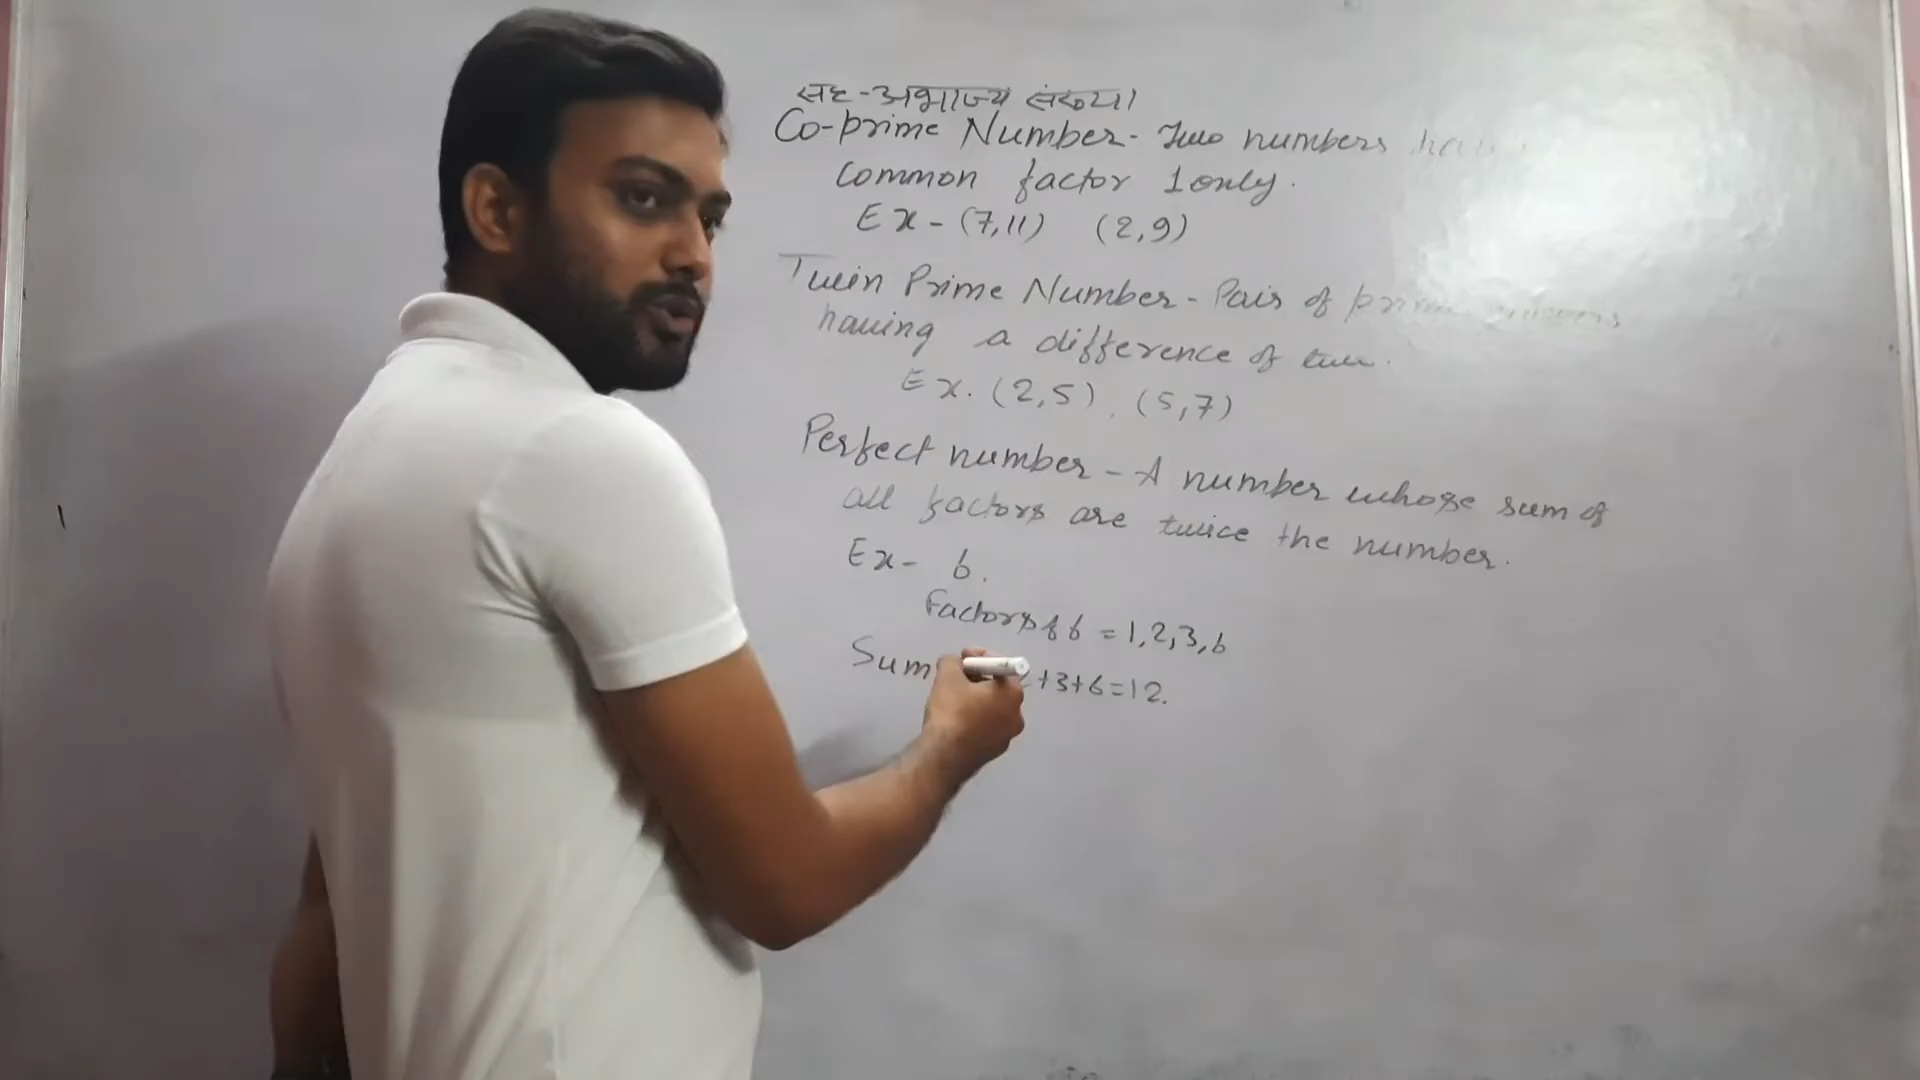 सह-अभाज्य संख्या
Co-prime Number - Two numbers
common factor 1 only.
Ex - (7,11) (2,9)
Twin Prime Number - Pair of prime numbers
having a difference of two.
Ex. (2,5), (5,7)
Perfect number - A number whose sum of
all factors are twice the number.
Ex - 6.
Factors of 6 = 1,2,3,6
Sum +3+6=12.